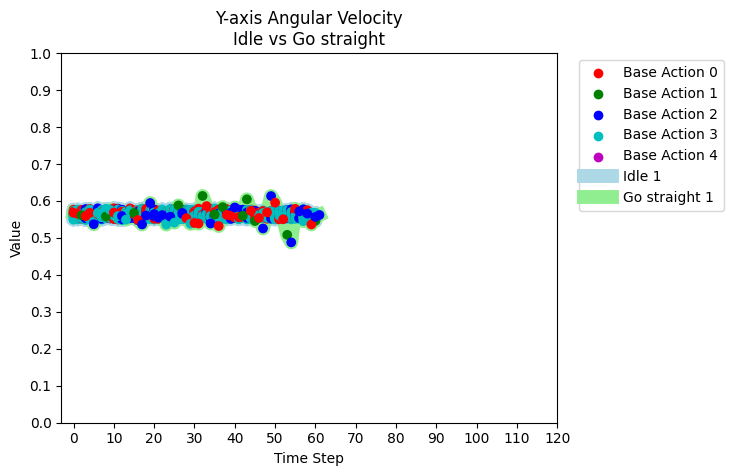 Y-axis Angular Velocity
Idle vs Go straight
1.0
0.9
0.8
0.7
0.6
0.5
0.4
0.3
0.2
0.1
0.0
Value
0 10 20 30 40 50 60 70 80 90 100 110 120
Time Step
Base Action 0
Base Action 1
Base Action 2
Base Action 3
Base Action 4
Idle 1
Go straight 1